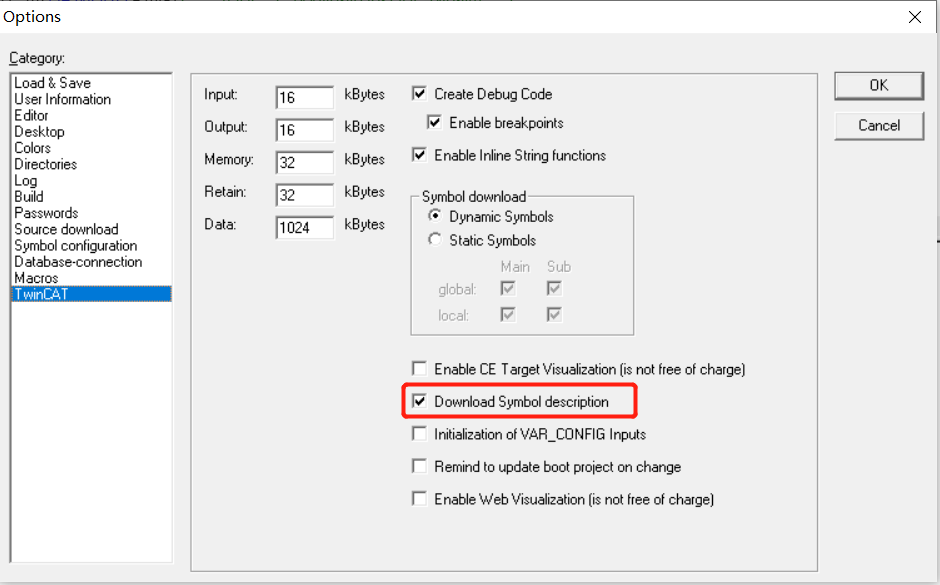 Options
Category:
Load & Save
User Information
Editor
Desktop
Colors
Directories
Log
Build
Passwords
Source download
Symbol configuration
Database-connection
Macros
TwinCAT
Input: 16 kBytes
Output: 16 kBytes
Memory: 32 kBytes
Retain: 32 kBytes
Data: 1024 kBytes
Create Debug Code
Enable breakpoints
Enable Inline String functions
Symbol download
Dynamic Symbols
Static Symbols
Main Sub
global:
local:
Enable CE Target Visualization (is not free of charge)
Download Symbol description
Initialization of VAR_CONFIG Inputs
Remind to update boot project on change
Enable Web Visualization (is not free of charge)
OK
Cancel